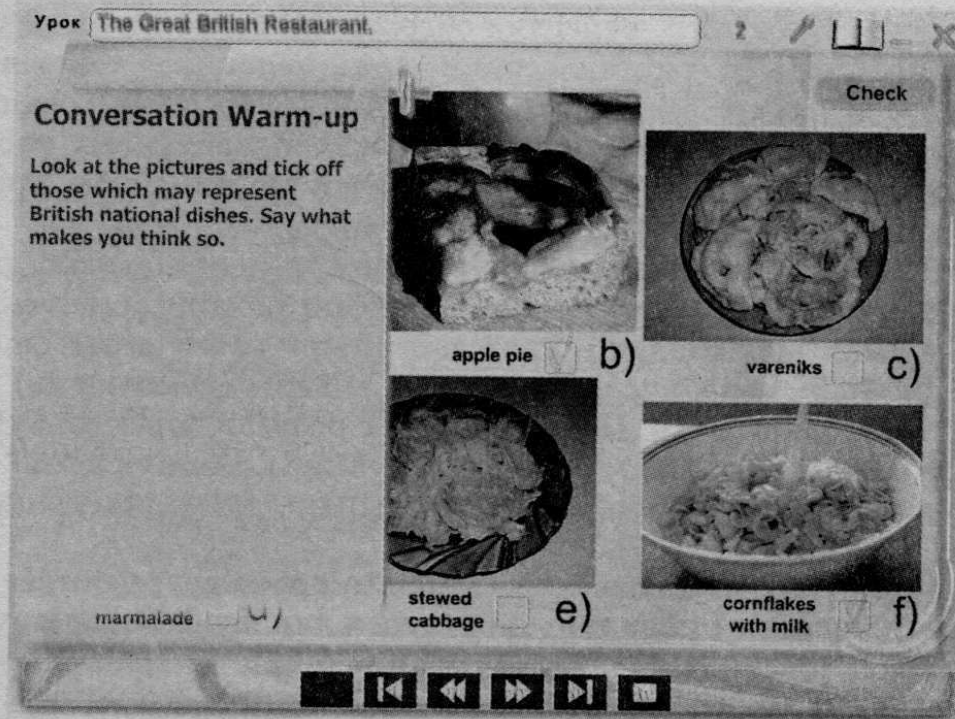 Урок The Great British Restaurant. 2
Check
Conversation Warm-up
Look at the pictures and tick off
those which may represent
British national dishes. Say what
makes you think so.
apple pie b)
vareniks c)
marmalade d)
stewed
cabbage e)
cornflakes
with milk f)